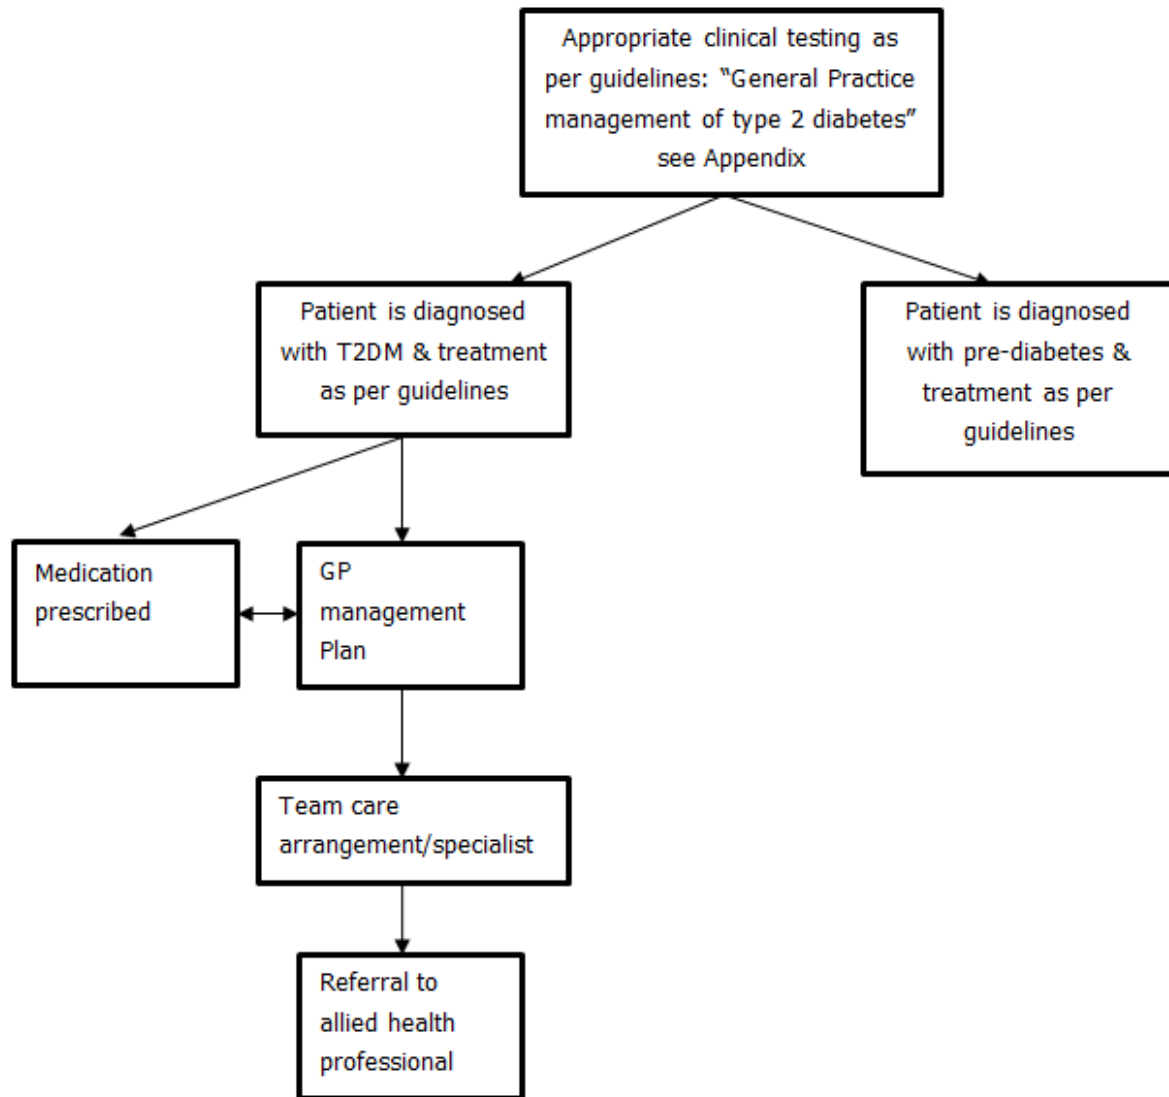 Appropriate clinical testing as
per guidelines: “General Practice
management of type 2 diabetes”
see Appendix
Patient is diagnosed
with T2DM & treatment
as per guidelines
Patient is diagnosed
with pre-diabetes &
treatment as per
guidelines
Medication
prescribed
GP
management
Plan
Team care
arrangement/specialist
Referral to
allied health
professional